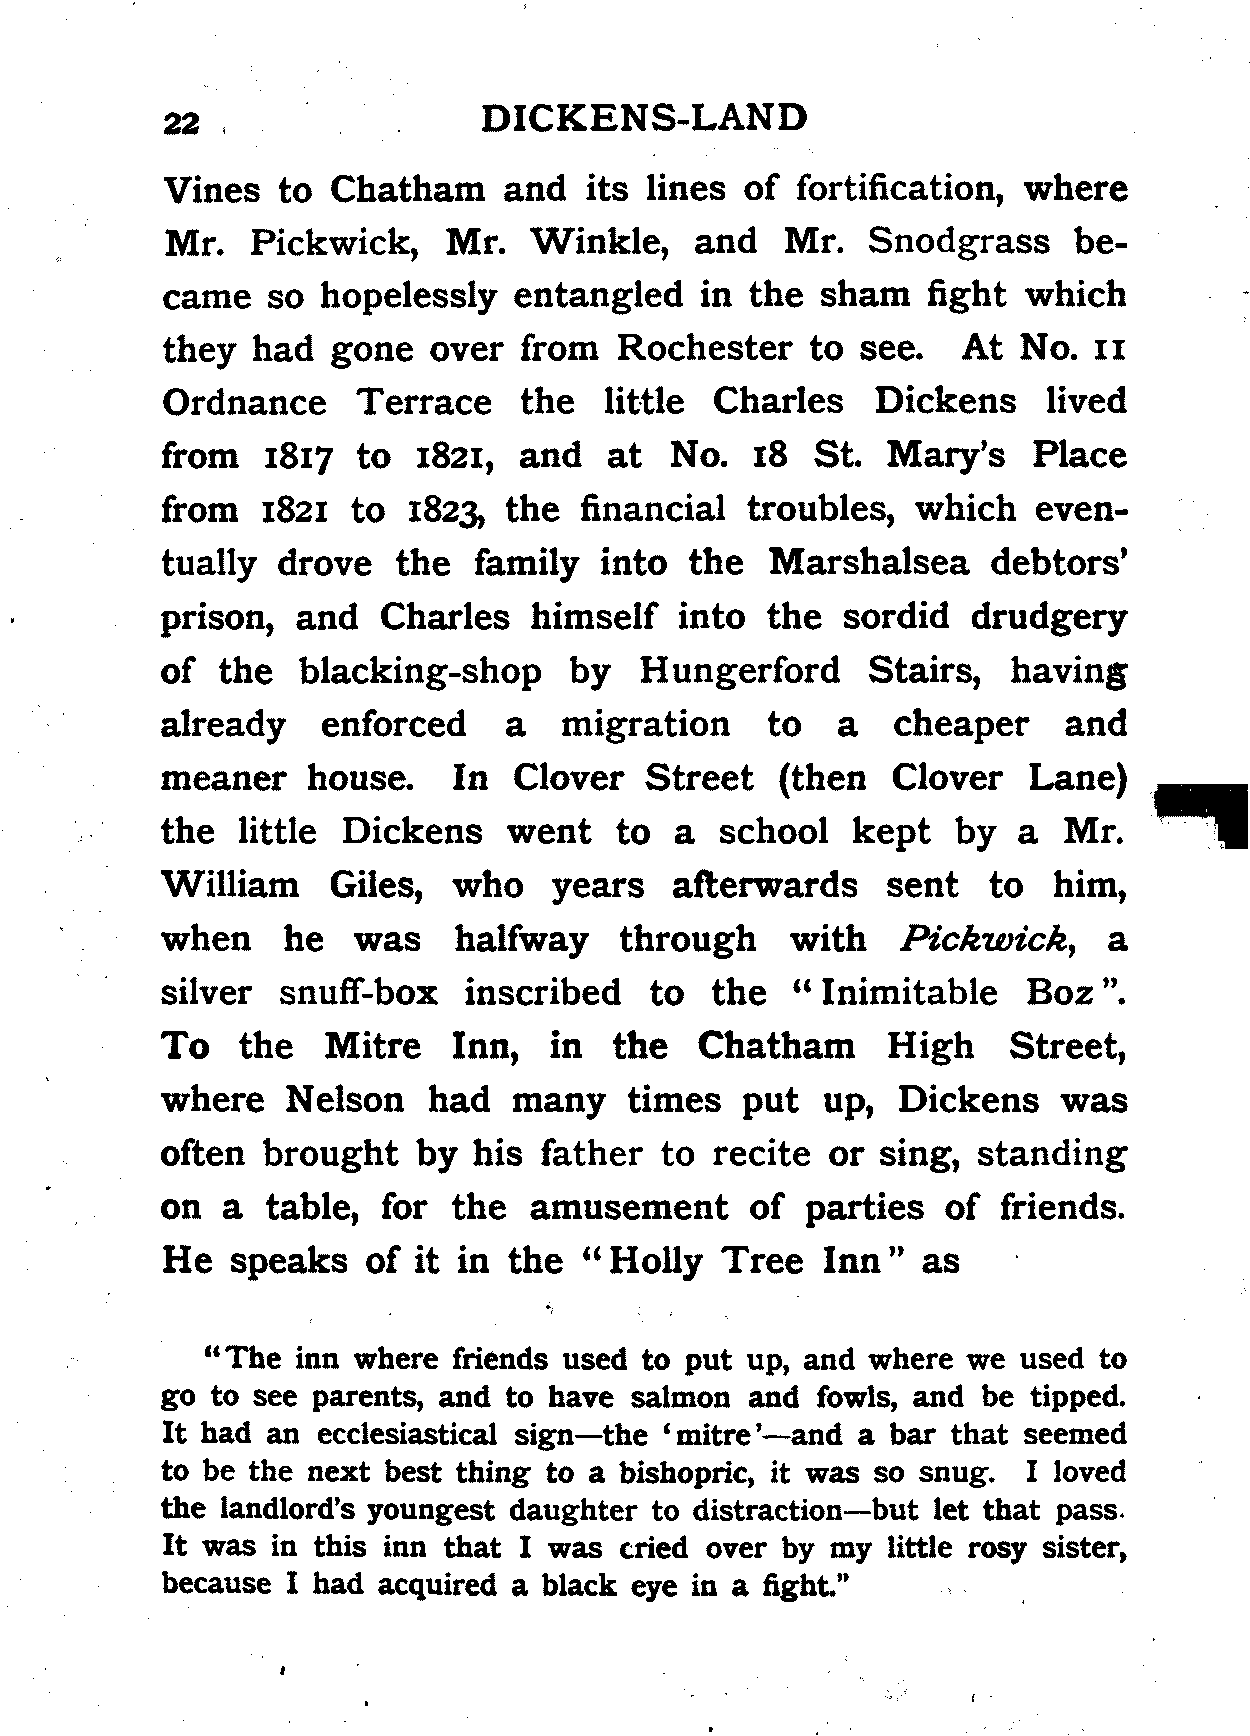 22 DICKENS-LAND
Vines to Chatham and its lines of fortification, where
Mr. Pickwick, Mr. Winkle, and Mr. Snodgrass be-
came so hopelessly entangled in the sham fight which
they had gone over from Rochester to see. At No. 11
Ordnance Terrace the little Charles Dickens lived
from 1817 to 1821, and at No. 18 St. Mary's Place
from 1821 to 1823, the financial troubles, which even-
tually drove the family into the Marshalsea debtors'
prison, and Charles himself into the sordid drudgery
of the blacking-shop by Hungerford Stairs, having
already enforced a migration to a cheaper and
meaner house. In Clover Street (then Clover Lane)
the little Dickens went to a school kept by a Mr.
William Giles, who years afterwards sent to him,
when he was halfway through with Pickwick, a
silver snuff-box inscribed to the "Inimitable Boz".
To the Mitre Inn, in the Chatham High Street,
where Nelson had many times put up, Dickens was
often brought by his father to recite or sing, standing
on a table, for the amusement of parties of friends.
He speaks of it in the "Holly Tree Inn" as
"The inn where friends used to put up, and where we used to
go to see parents, and to have salmon and fowls, and be tipped.
It had an ecclesiastical sign—the 'mitre'—and a bar that seemed
to be the next best thing to a bishopric, it was so snug. I loved
the landlord's youngest daughter to distraction—but let that pass.
It was in this inn that I was cried over by my little rosy sister,
because I had acquired a black eye in a fight."